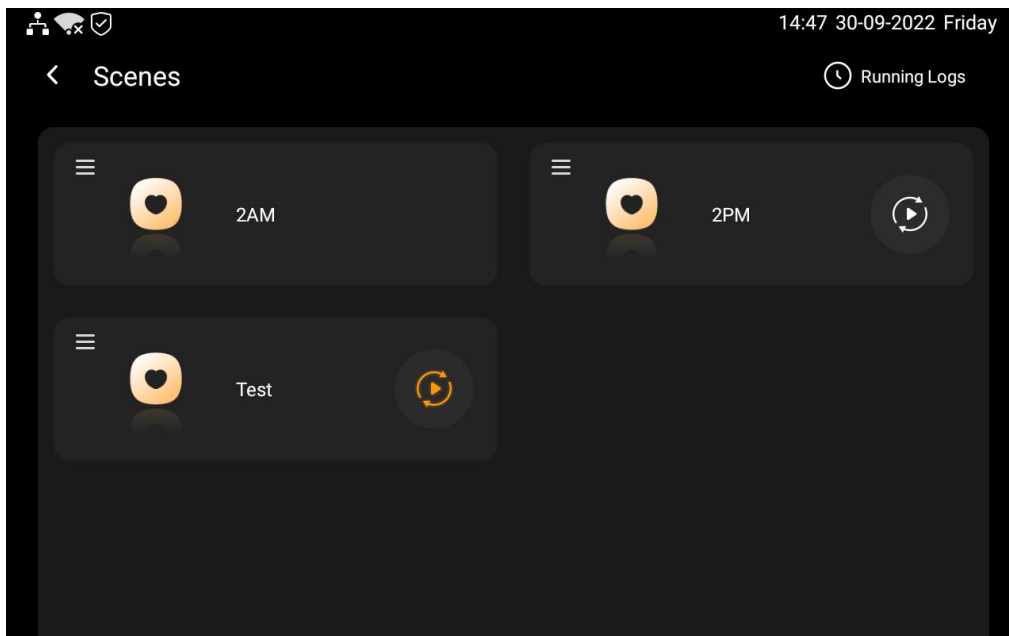 14:47 30-09-2022 Friday
Scenes
Running Logs
2AM
2PM
Test